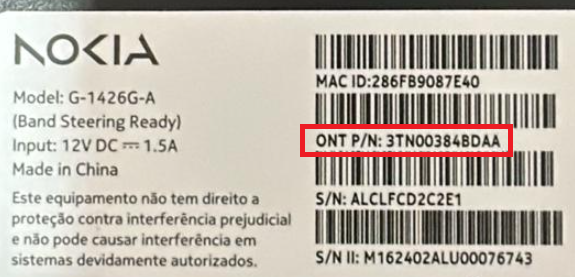 NOKIA
Model: G-1426G-A
(Band Steering Ready)
Input: 12V DC ⎓ 1.5A
Made in China
Este equipamento não tem direito a
proteção contra interferência prejudicial
e não pode causar interferência em
sistemas devidamente autorizados.
MAC ID:286FB9087E40
ONT P/N: 3TN00384BDAA
S/N: ALCLFCD2C2E1
S/N II: M162402ALU00076743